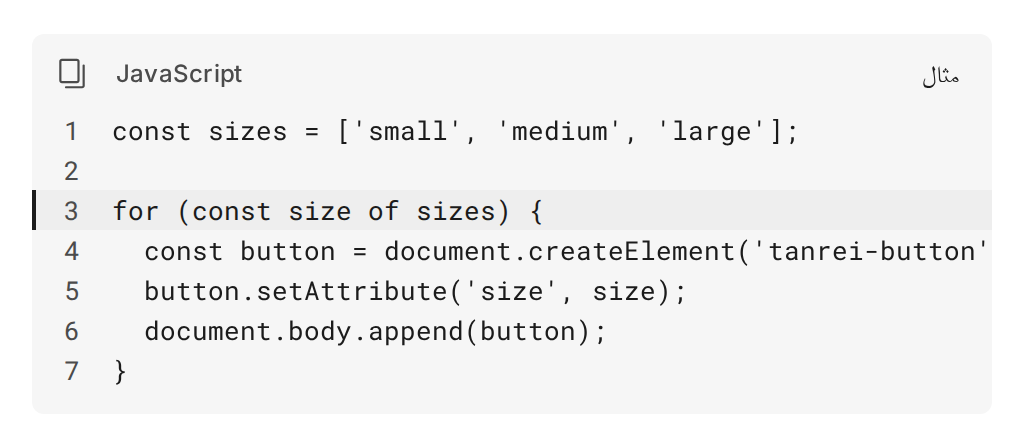 JavaScript
مثال
1 const sizes = ['small', 'medium', 'large'];
2
3 for (const size of sizes) {
4   const button = document.createElement('tanrei-button'
5   button.setAttribute('size', size);
6   document.body.append(button);
7 }